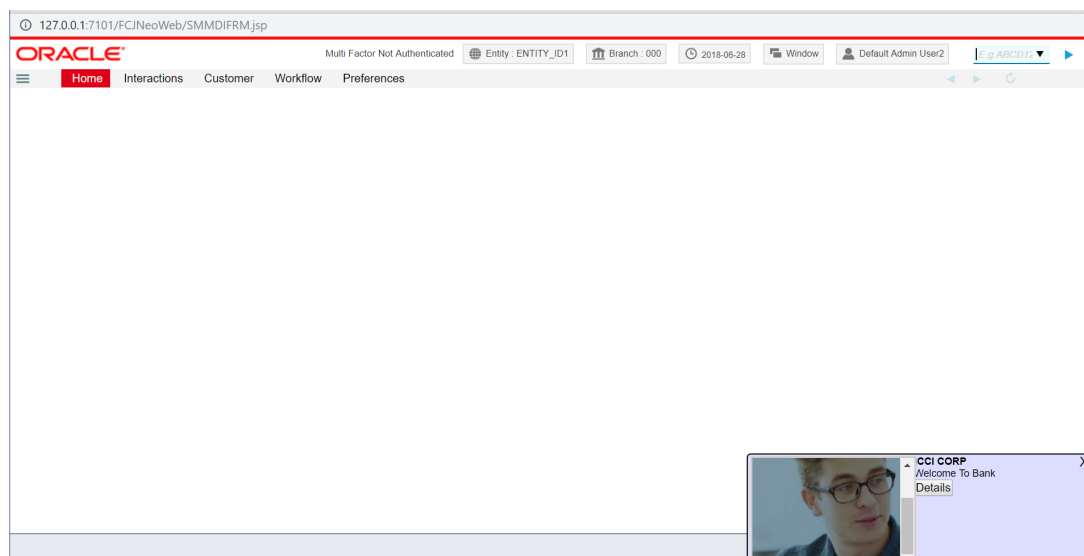 127.0.0.1:7101/FCJNeoWeb/SMMDIFRM.jsp
ORACLE Multi Factor Not Authenticated Entity : ENTITY_ID1 Branch : 000 2018-06-28 Window Default Admin User2 E.g.ABCD12
Home Interactions Customer Workflow Preferences
CCI CORP X
Welcome To Bank
Details